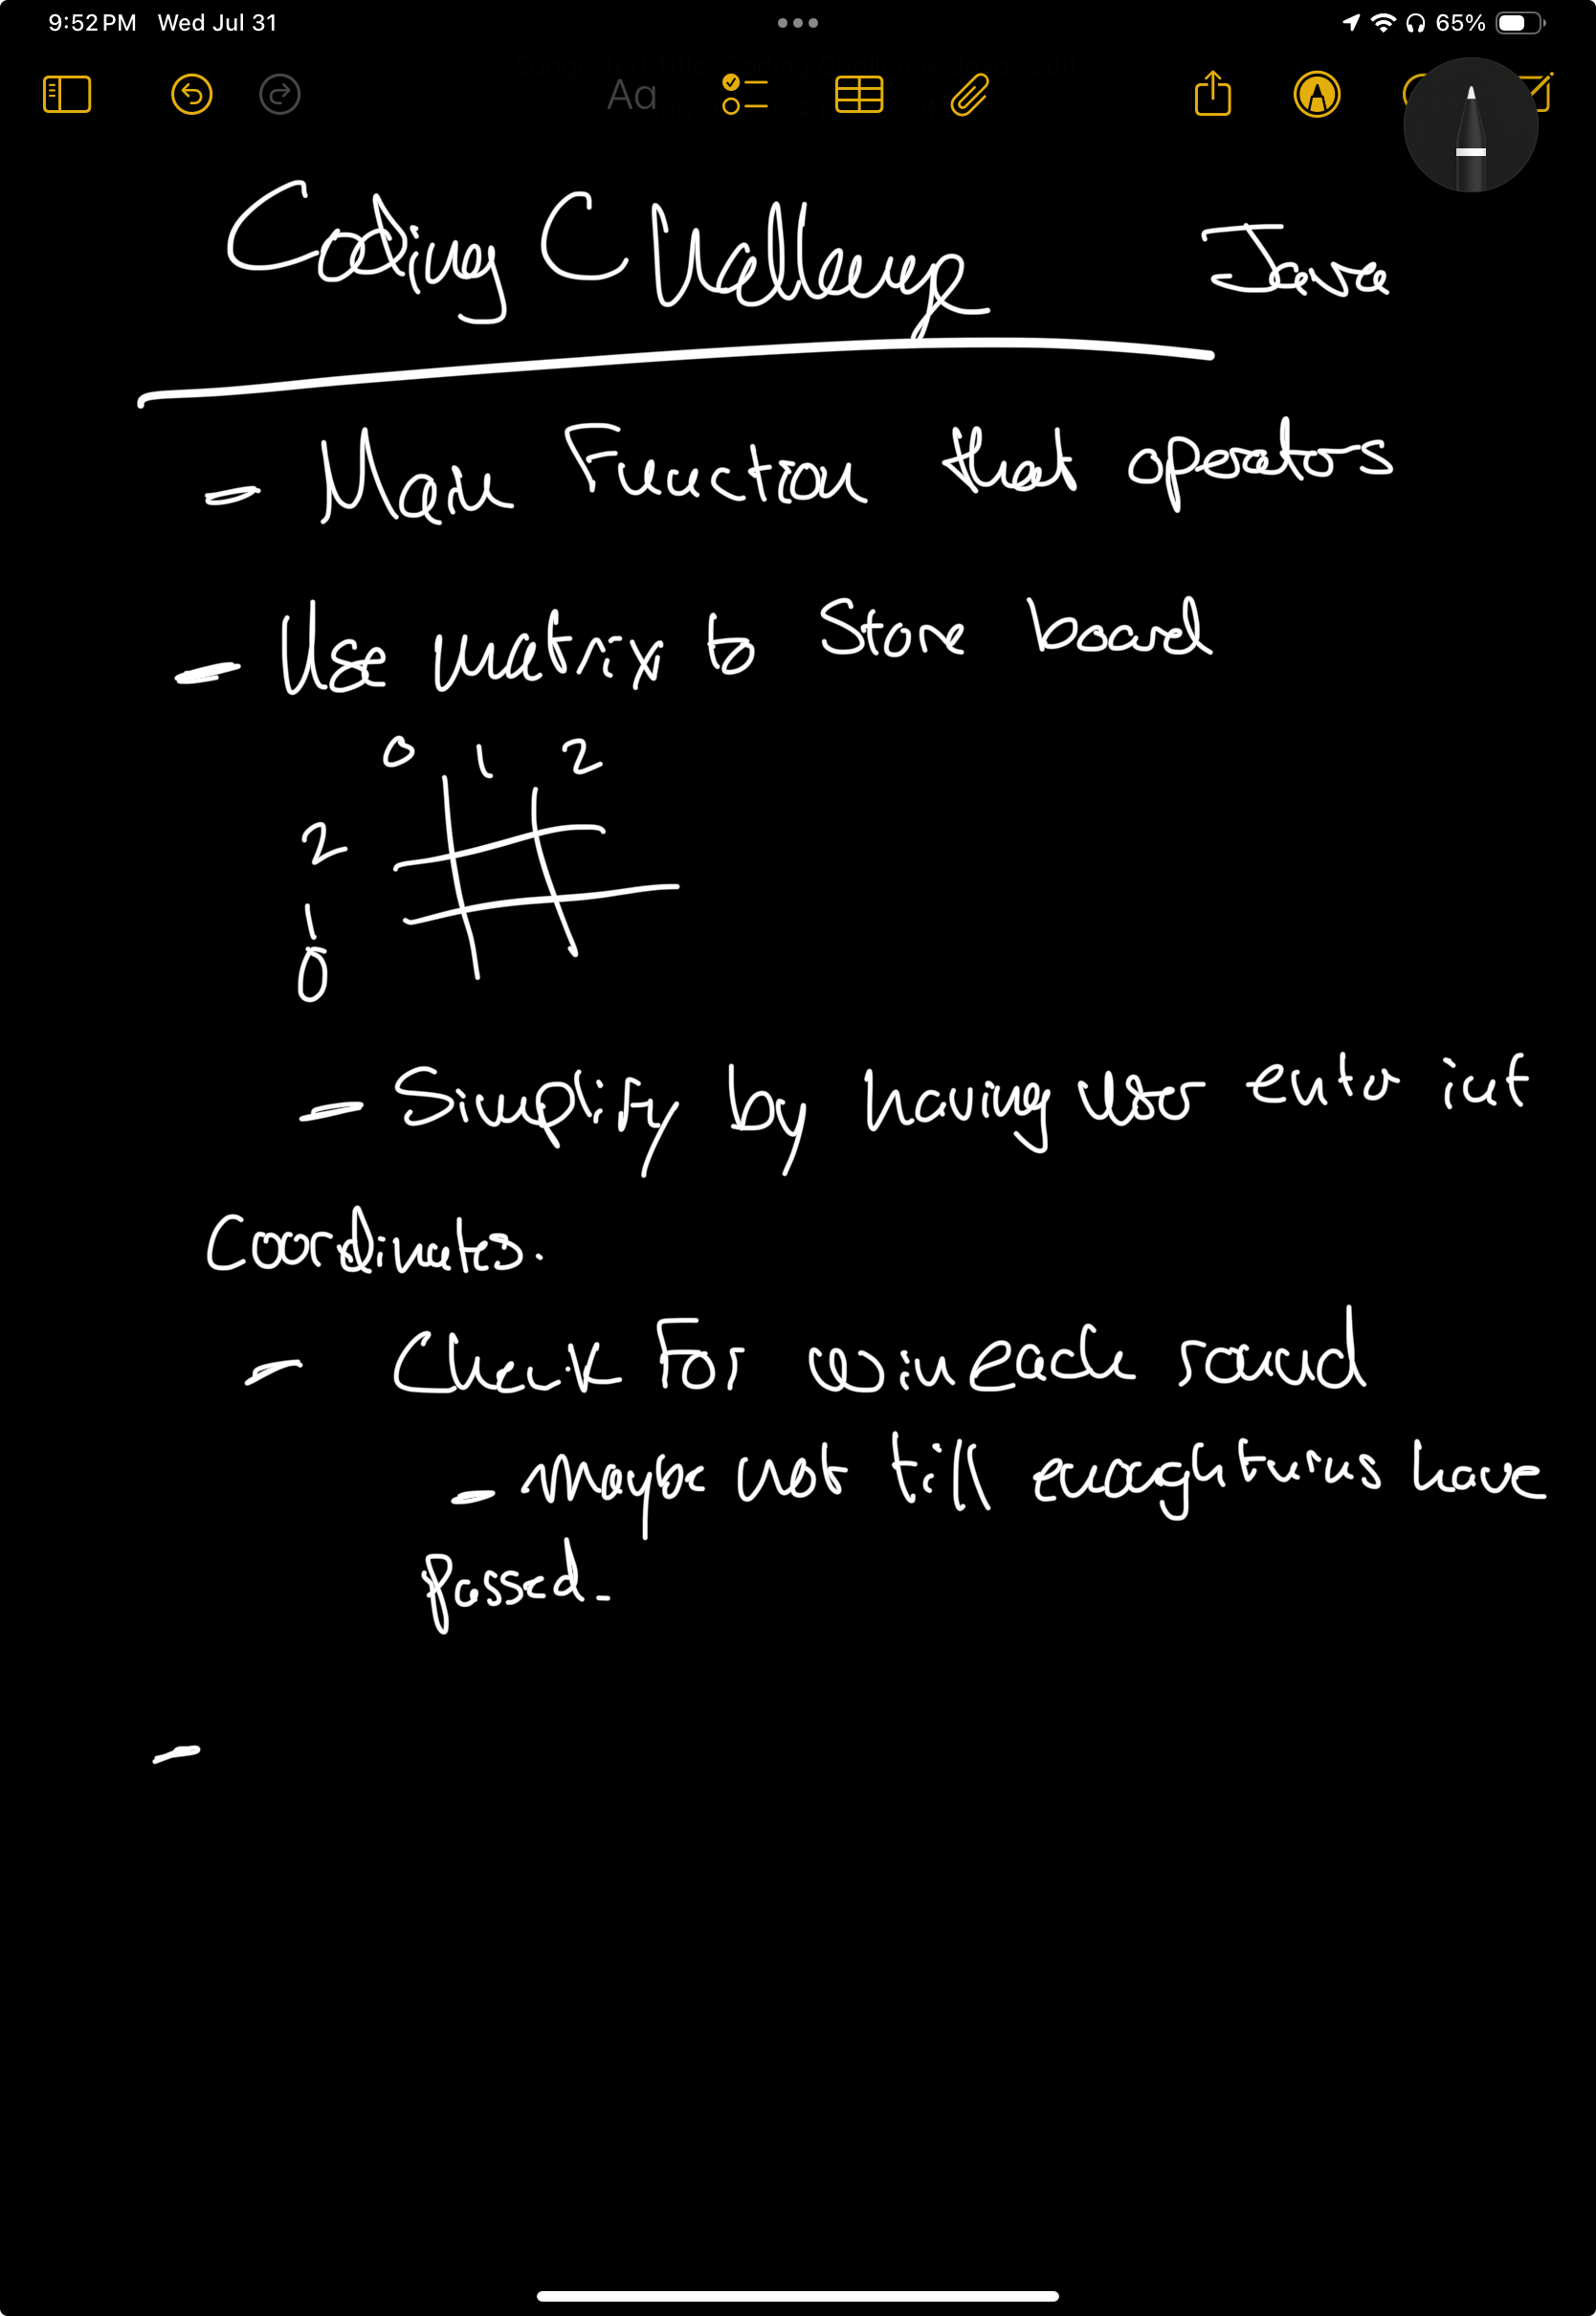 9:52 PM Wed Jul 31 65%
Aa
Coding Challenge Java
- Main Function that operators
- Use matrix to Store board
0 1 2
2
1
0
- Simplify by having user enter int
Coordinates.
- Check For win each round
- Maybe not till enough turns have
passed.
-